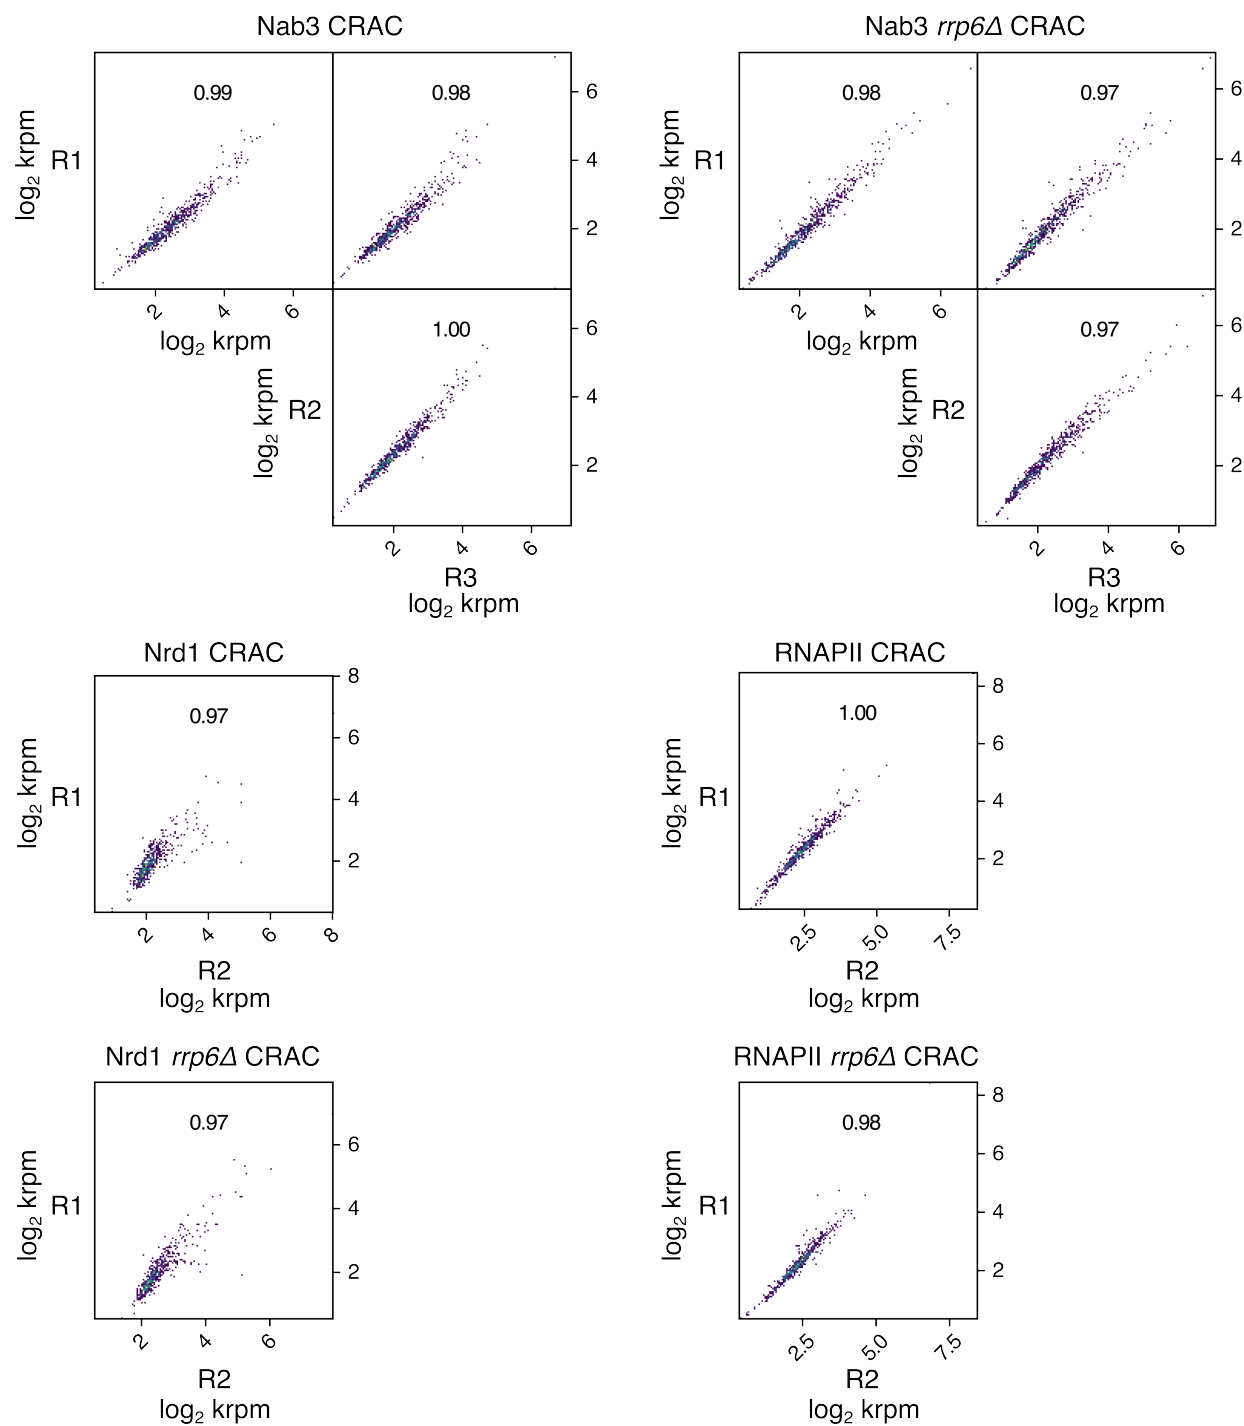 Nab3 CRAC
Nab3 rrp6Δ CRAC
0.99
0.98
6
4
2
log₂ krpm
R1
2
4
6
log₂ krpm
1.00
6
4
2
log₂ krpm
R2
2
4
6
R3
log₂ krpm
0.98
0.97
6
4
2
log₂ krpm
R1
2
4
6
log₂ krpm
0.97
6
4
2
log₂ krpm
R2
2
4
6
R3
log₂ krpm
Nrd1 CRAC
0.97
8
6
4
2
log₂ krpm
R1
2
4
6
8
R2
log₂ krpm
RNAPII CRAC
1.00
8
6
4
2
log₂ krpm
R1
2.5
5.0
7.5
R2
log₂ krpm
Nrd1 rrp6Δ CRAC
0.97
6
4
2
log₂ krpm
R1
2
4
6
R2
log₂ krpm
RNAPII rrp6Δ CRAC
0.98
8
6
4
2
log₂ krpm
R1
2.5
5.0
7.5
R2
log₂ krpm